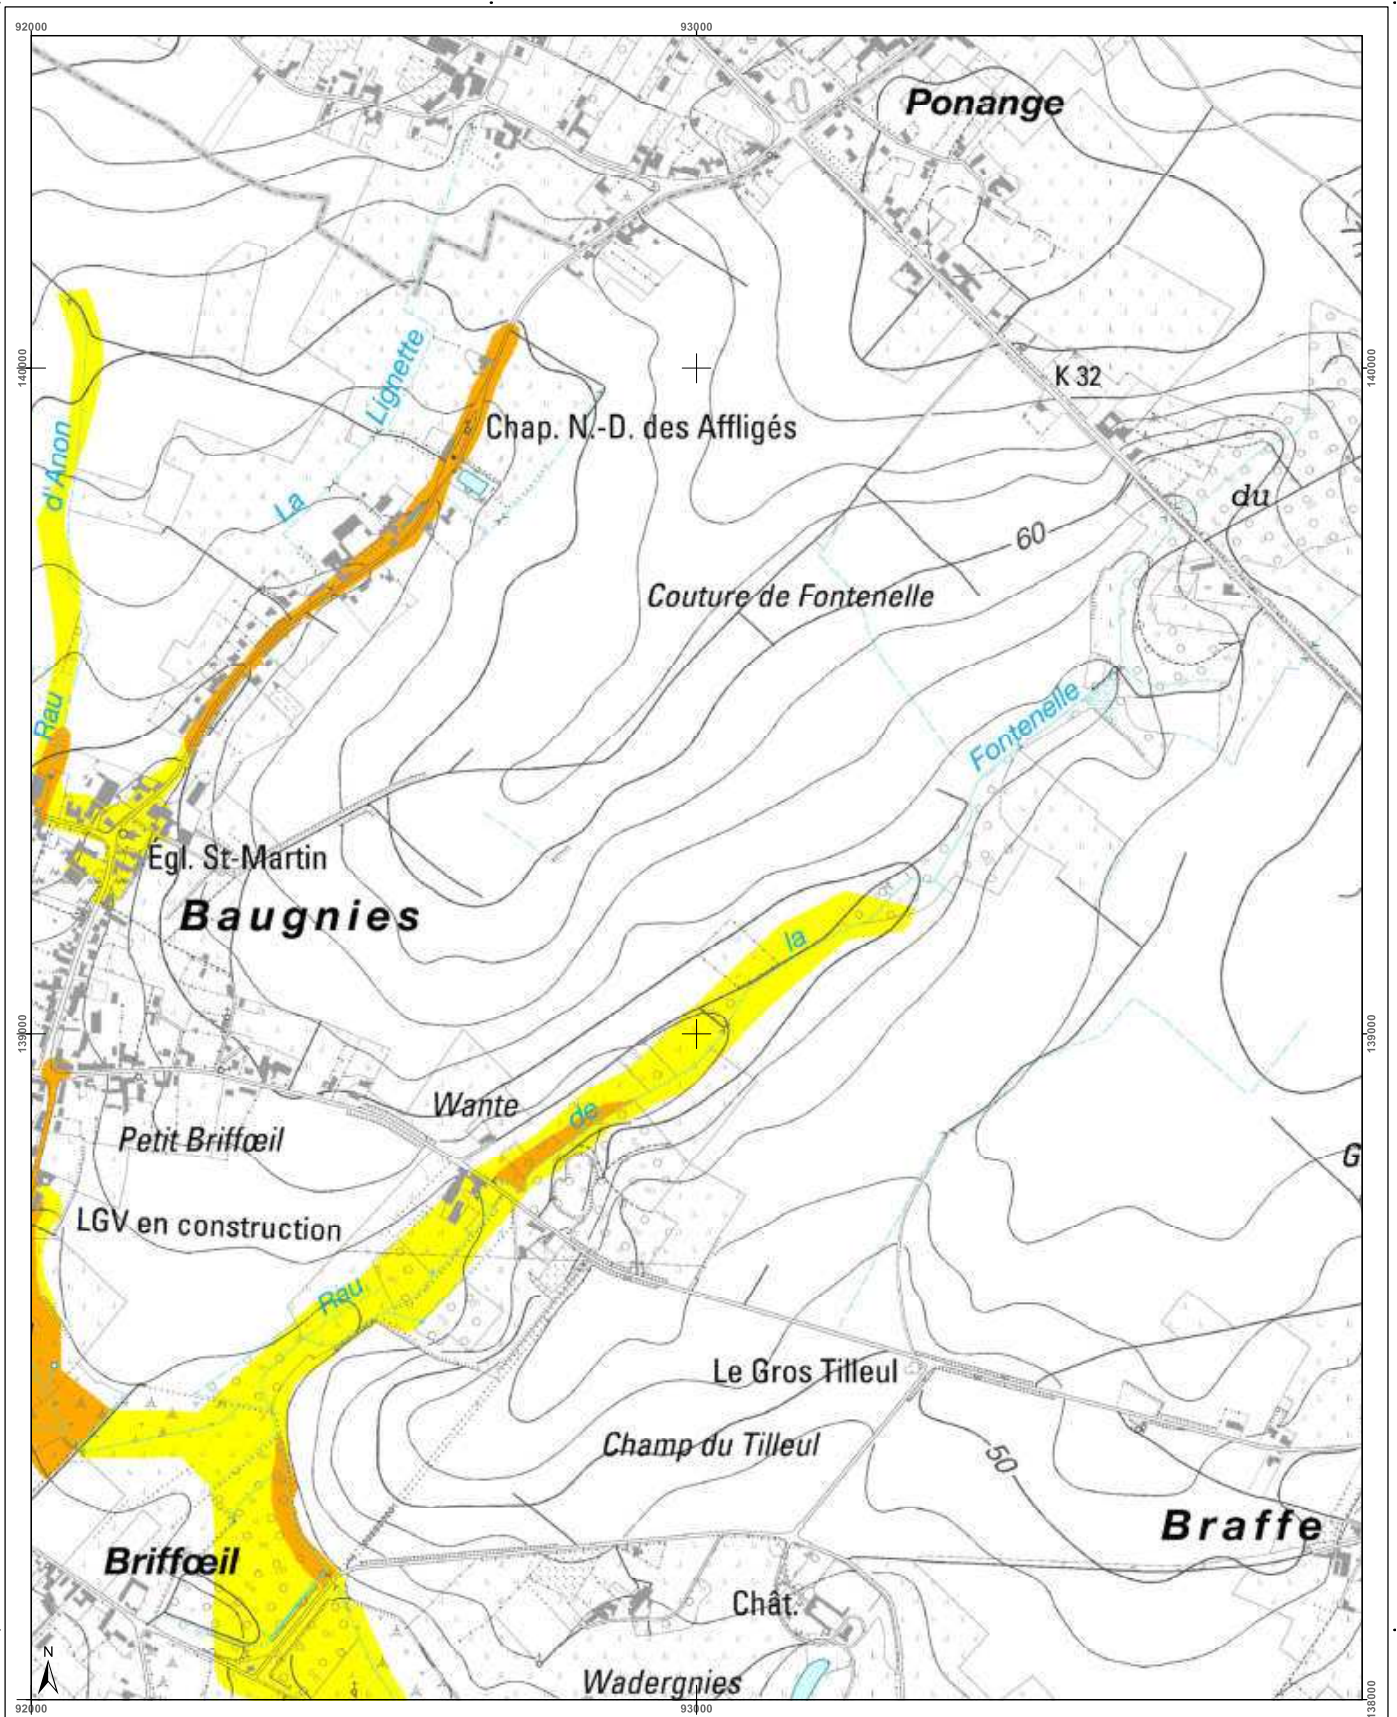 92000
93000
Ponange
140000
140000
K 32
Lignette
La
Chap. N.-D. des Affligés
d'Anon
Rau
du
60
Couture de Fontenelle
Fontenelle
Égl. St-Martin
Baugnies
la
139000
139000
Wante
de
Petit Briffœil
G
LGV en construction
Rau
Le Gros Tilleul
Champ du Tilleul
50
Braffe
Briffœil
Chât.
N
Wadergnies
92000
93000
138000